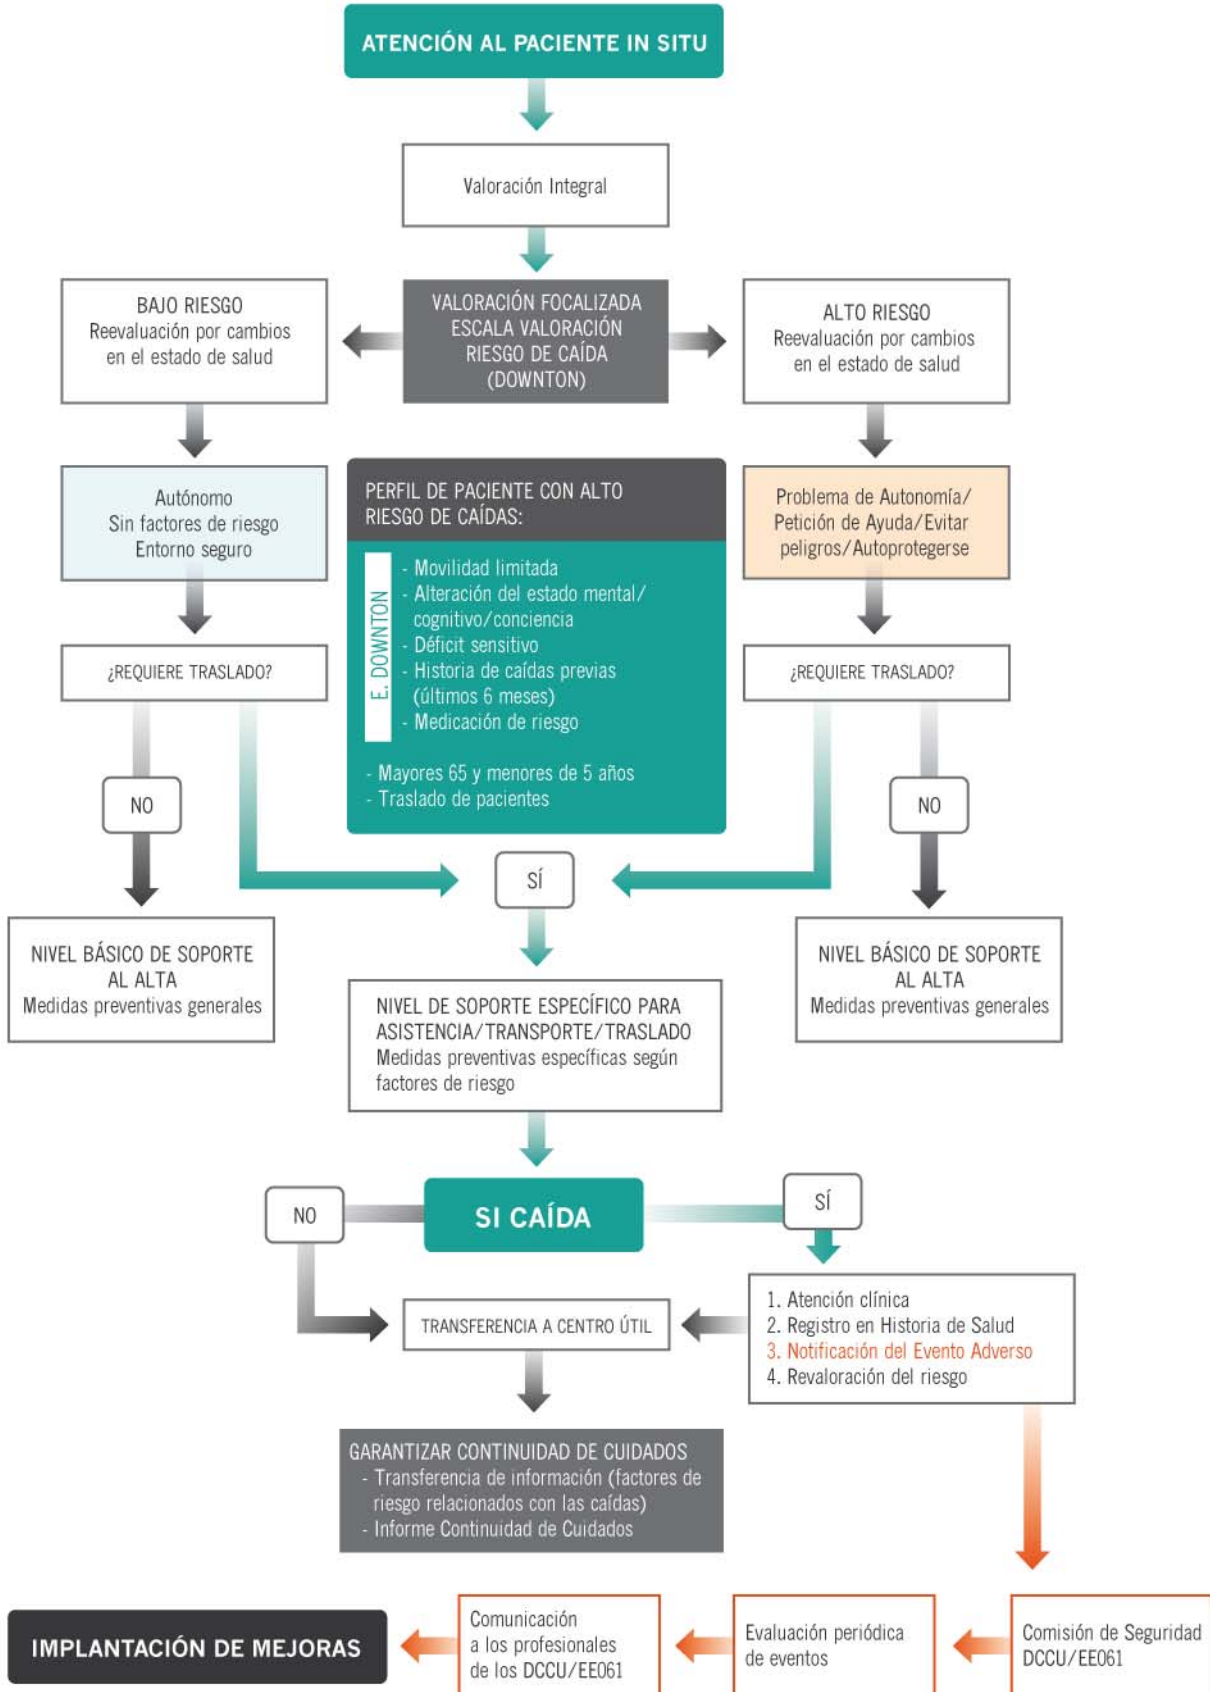 ATENCIÓN AL PACIENTE IN SITU
Valoración Integral
BAJO RIESGO
Reevaluación por cambios
en el estado de salud
VALORACIÓN FOCALIZADA
ESCALA VALORACIÓN
RIESGO DE CAÍDA
(DOWNTON)
ALTO RIESGO
Reevaluación por cambios
en el estado de salud
Autónomo
Sin factores de riesgo
Entorno seguro
PERFIL DE PACIENTE CON ALTO
RIESGO DE CAÍDAS:
E. DOWNTON
- Movilidad limitada
- Alteración del estado mental/
cognitivo/conciencia
- Déficit sensitivo
- Historia de caídas previas
(últimos 6 meses)
- Medicación de riesgo
- Mayores 65 y menores de 5 años
- Traslado de pacientes
Problema de Autonomía/
Petición de Ayuda/Evitar
peligros/Autoprotegerse
¿REQUIERE TRASLADO?
¿REQUIERE TRASLADO?
NO
NO
SÍ
NIVEL BÁSICO DE SOPORTE
AL ALTA
Medidas preventivas generales
NIVEL BÁSICO DE SOPORTE
AL ALTA
Medidas preventivas generales
NIVEL DE SOPORTE ESPECÍFICO PARA
ASISTENCIA/TRANSPORTE/TRASLADO
Medidas preventivas específicas según
factores de riesgo
NO
SI CAÍDA
SÍ
TRANSFERENCIA A CENTRO ÚTIL
1. Atención clínica
2. Registro en Historia de Salud
3. Notificación del Evento Adverso
4. Revaloración del riesgo
GARANTIZAR CONTINUIDAD DE CUIDADOS
- Transferencia de información (factores de
riesgo relacionados con las caídas)
- Informe Continuidad de Cuidados
IMPLANTACIÓN DE MEJORAS
Comunicación
a los profesionales
de los DCCU/EE061
Evaluación periódica
de eventos
Comisión de Seguridad
DCCU/EE061